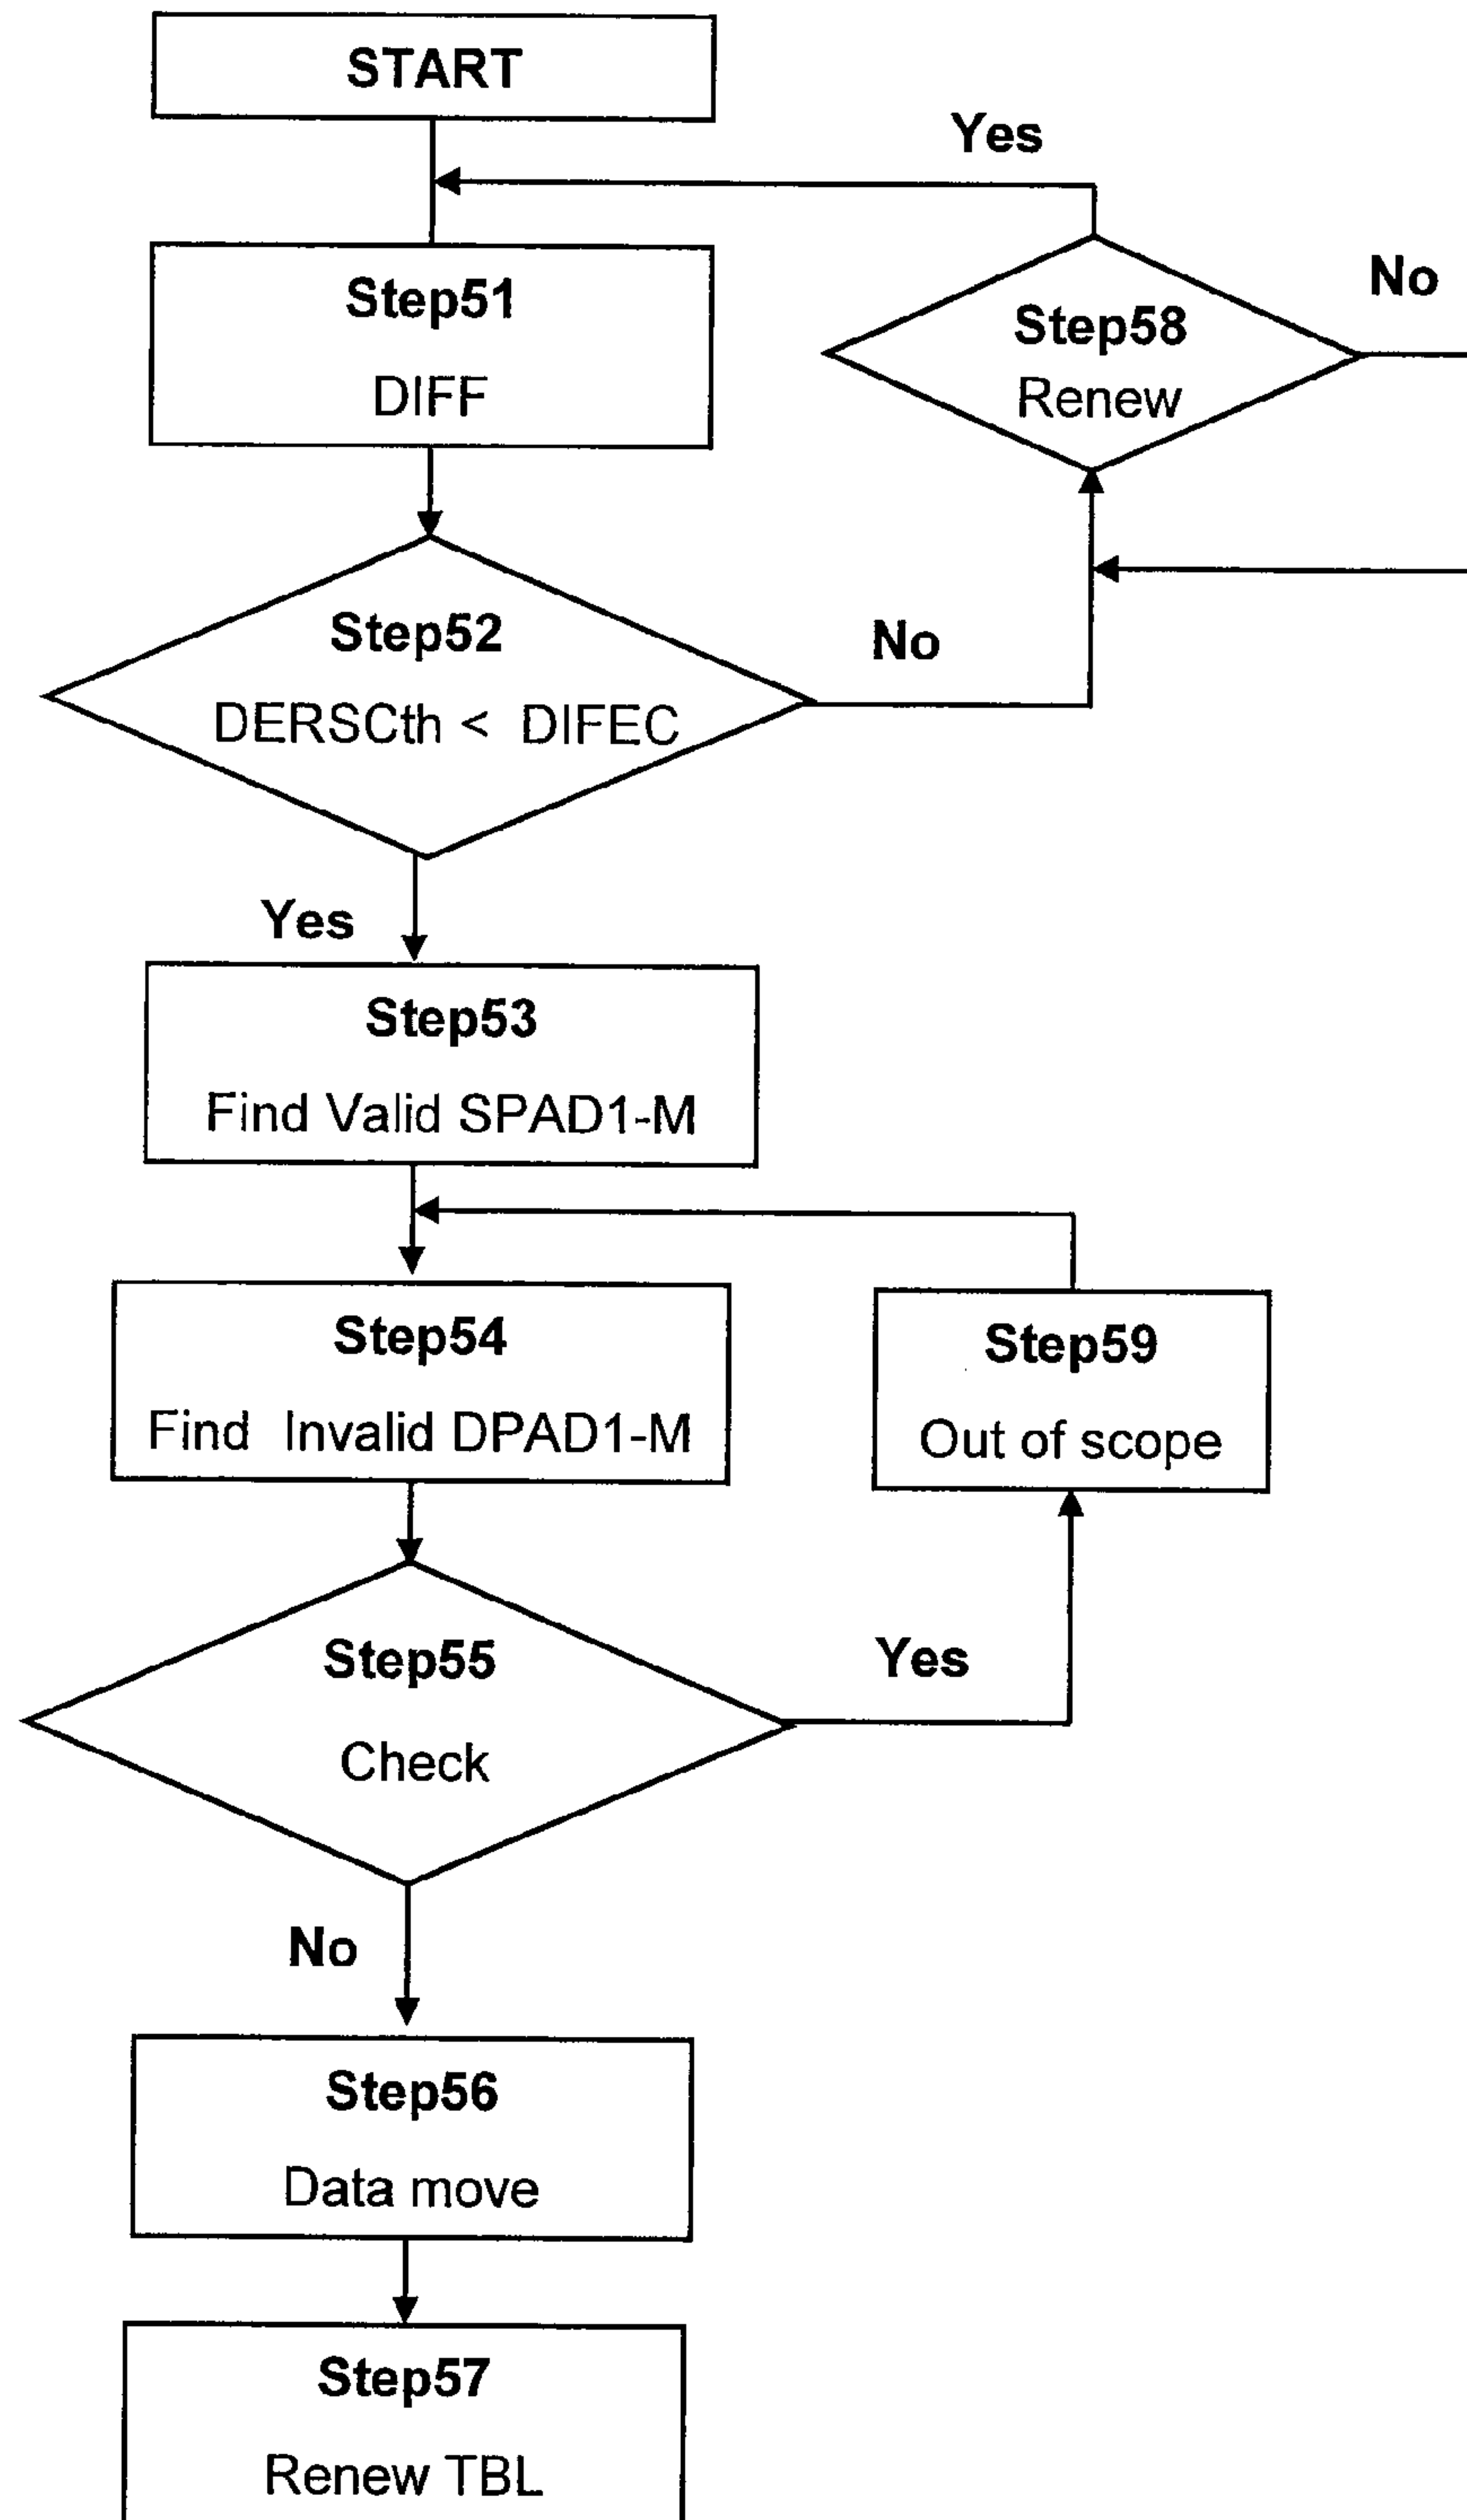 START
Yes
Step51
DIFF
Step58
Renew
No
Step52
DERSCth < DIFEC
No
Yes
Step53
Find Valid SPAD1-M
Step54
Find Invalid DPAD1-M
Step59
Out of scope
Step55
Check
Yes
No
Step56
Data move
Step57
Renew TBL